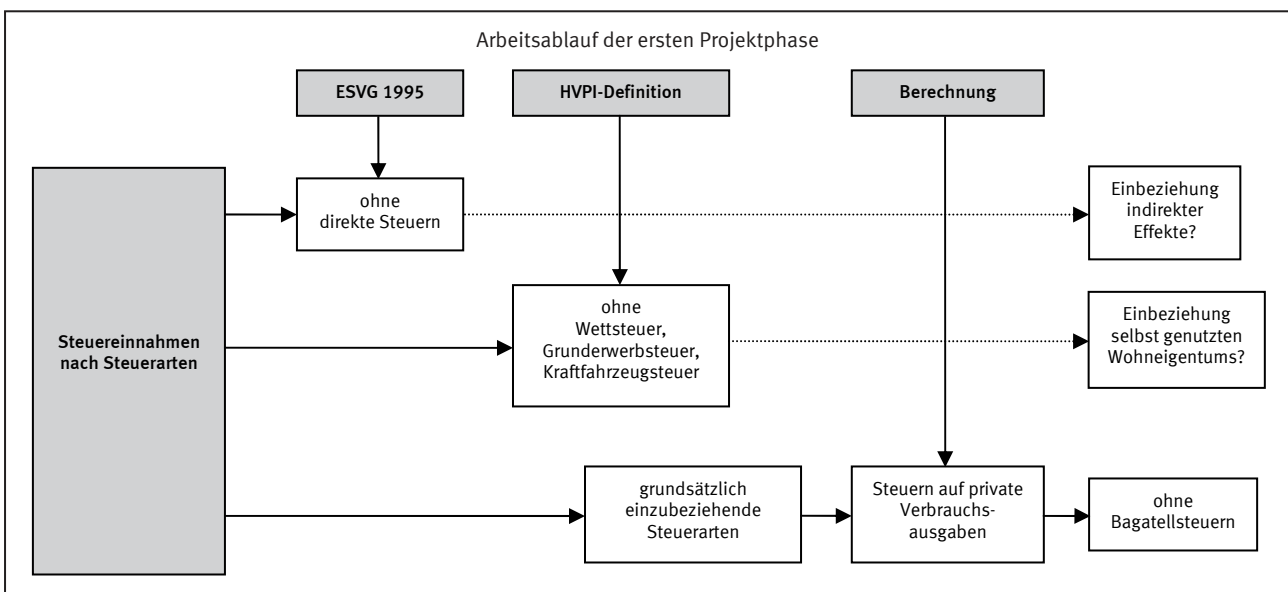 Arbeitsablauf der ersten Projektphase
ESVG 1995
HVPI-Definition
Berechnung
Steuereinnahmen
nach Steuerarten
ohne
direkte Steuern
Einbeziehung
indirekter
Effekte?
ohne
Wettsteuer,
Grunderwerbsteuer,
Kraftfahrzeugsteuer
Einbeziehung
selbst genutzten
Wohneigentums?
grundsätzlich
einzubeziehende
Steuerarten
Steuern auf private
Verbrauchs-
ausgaben
ohne
Bagatellsteuern